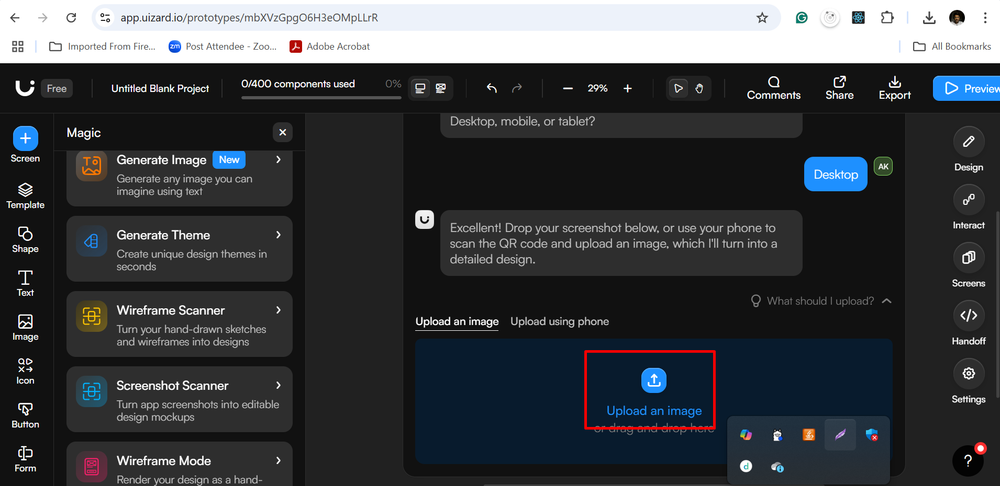 app.uizard.io/prototypes/mbXVzGpgO6H3eOMpLLrR
Imported From Fire...
zm
Post Attendee - Zoo...
Adobe Acrobat
All Bookmarks
Free
Untitled Blank Project
0/400 components used
0%
29%
Comments
Share
Export
Preview
Screen
Template
Shape
Text
Image
Icon
Button
Form
Magic
Generate Image
New
Generate any image you can
imagine using text
Generate Theme
Create unique design themes in
seconds
Wireframe Scanner
Turn your hand-drawn sketches
and wireframes into designs
Screenshot Scanner
Turn app screenshots into editable
design mockups
Wireframe Mode
Render your design as a hand-
Desktop, mobile, or tablet?
Desktop
AK
Excellent! Drop your screenshot below, or use your phone to
scan the QR code and upload an image, which I'll turn into a
detailed design.
What should I upload?
Upload an image
Upload using phone
Upload an image
or drag and drop here
d
Design
Interact
Screens
Handoff
Settings
?